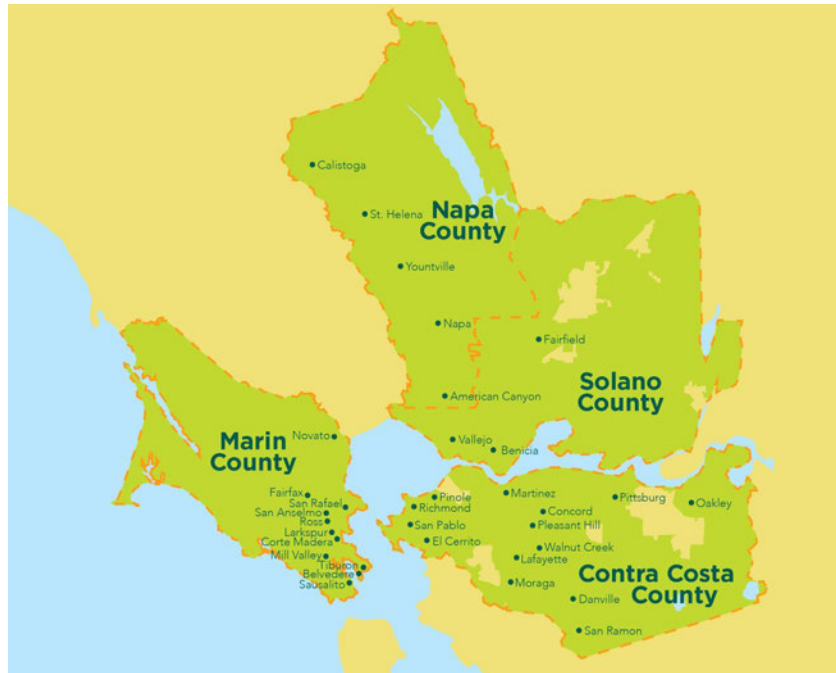 Calistoga
St. Helena
Napa
County
Yountville
Napa
Fairfield
American Canyon
Solano
County
Vallejo
Benicia
Marin
County
Novato
Fairfax
San Rafael
San Anselmo
Ross
Larkspur
Corte Madera
Mill Valley
Tiburon
Belvedere
Sausalito
Pinole
Richmond
San Pablo
El Cerrito
Martinez
Concord
Pleasant Hill
Walnut Creek
Lafayette
Moraga
Pittsburg
Oakley
Contra Costa
County
Danville
San Ramon